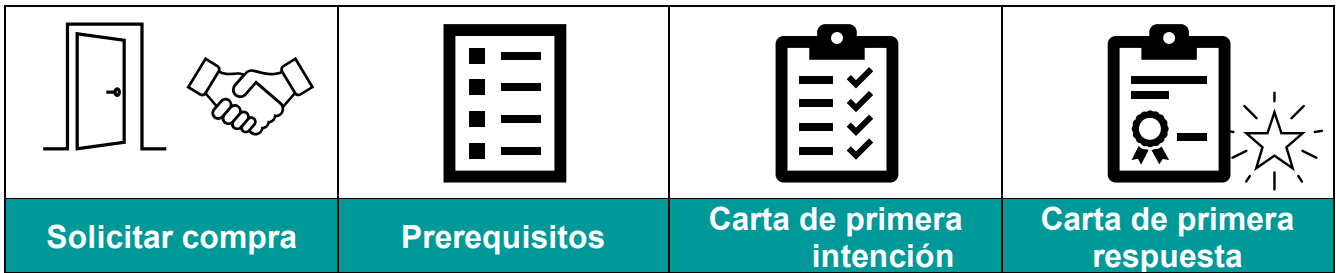 Solicitar compra
Prerequisitos
Carta de primera
intención
Carta de primera
respuesta